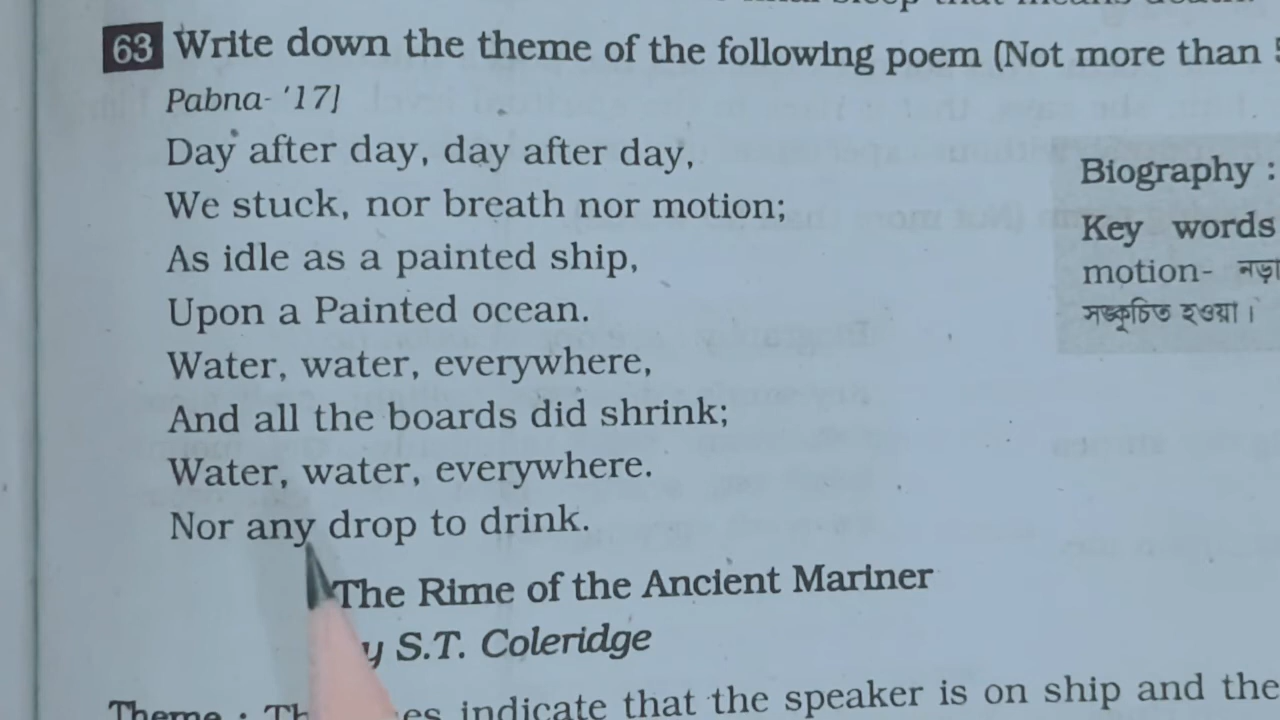 63 Write down the theme of the following poem (Not more than
Pabna- '17]
Day after day, day after day,
We stuck, nor breath nor motion;
As idle as a painted ship,
Upon a Painted ocean.
Water, water, everywhere,
And all the boards did shrink;
Water, water, everywhere.
Nor any drop to drink.
The Rime of the Ancient Mariner
y S.T. Coleridge
Biography :
Key words
motion- নড়া
সঙ্কুচিত হওয়া।
Theme : indicate that the speaker is on ship and the